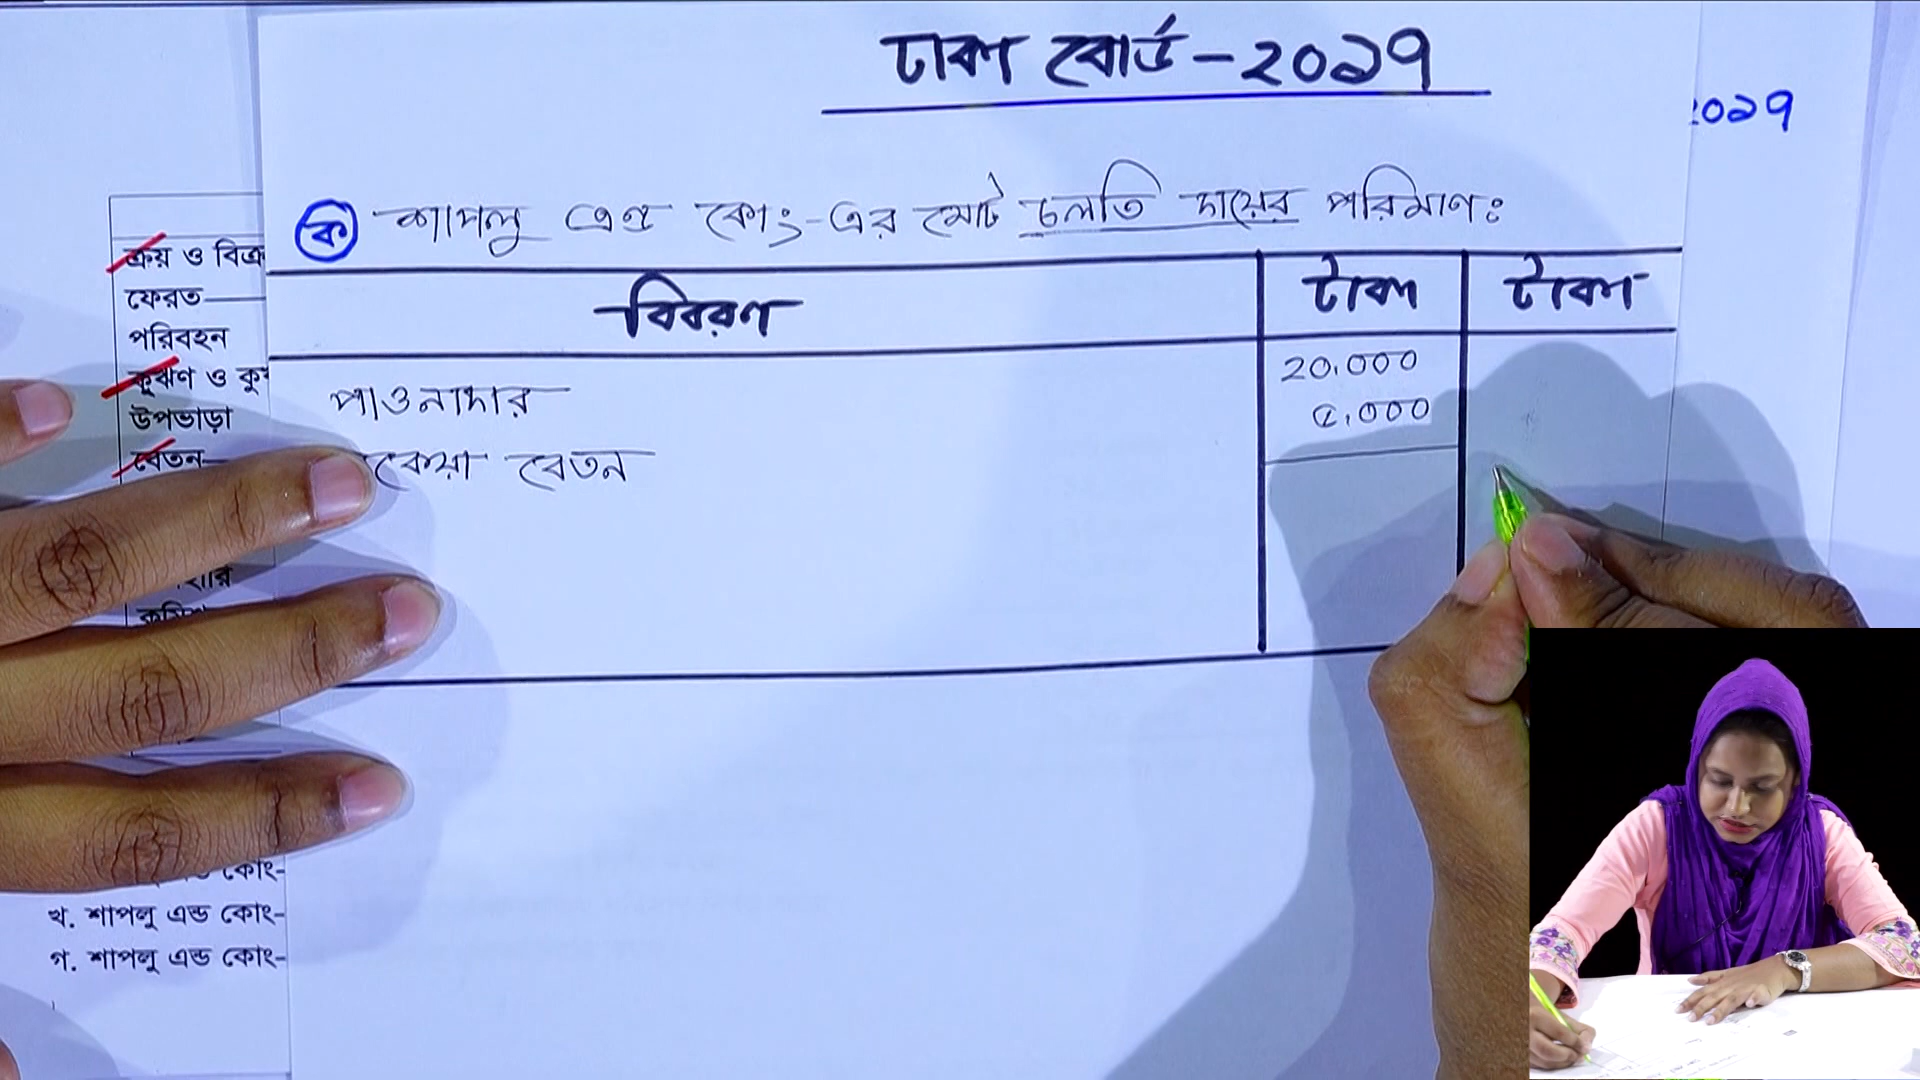 ঢাকা বোর্ড - ২০১৭
২০১৭
ক শাপলু এন্ড কোং-এর মোট চলতি দায়ের পরিমাণঃ
বিবরণ টাকা টাকা
পাওনাদার ২০,০০০
বকেয়া বেতন ৫,০০০
ক্রয় ও বিক্র
ফেরত
পরিবহন
কুঋণ ও কু
উপভাড়া
বেতন
কোং-
খ. শাপলু এন্ড কোং-
গ. শাপলু এন্ড কোং-